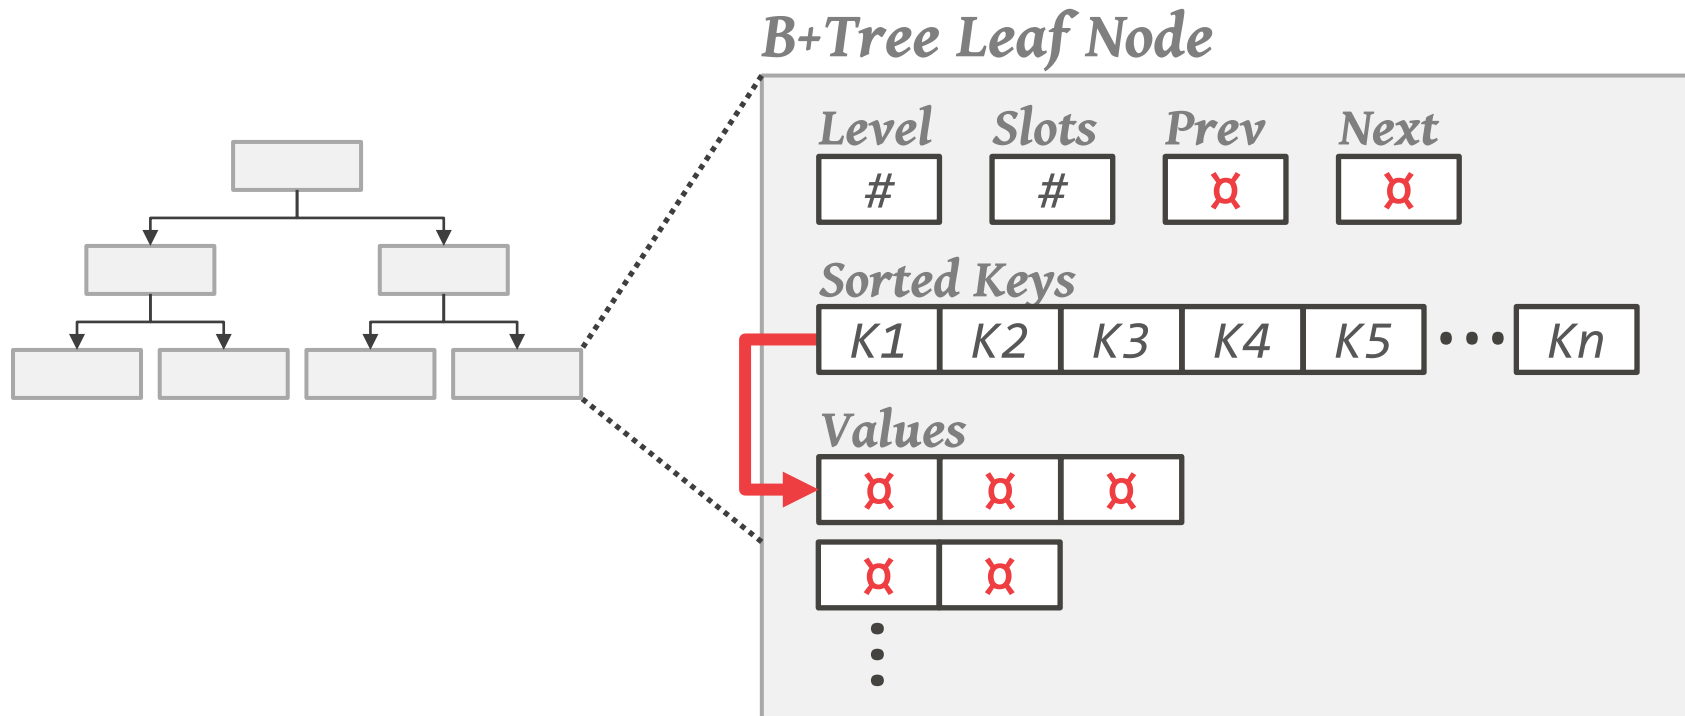 B+Tree Leaf Node
Level Slots Prev Next
# # ¤ ¤
Sorted Keys
K1 K2 K3 K4 K5 ••• Kn
Values
¤ ¤ ¤
¤ ¤